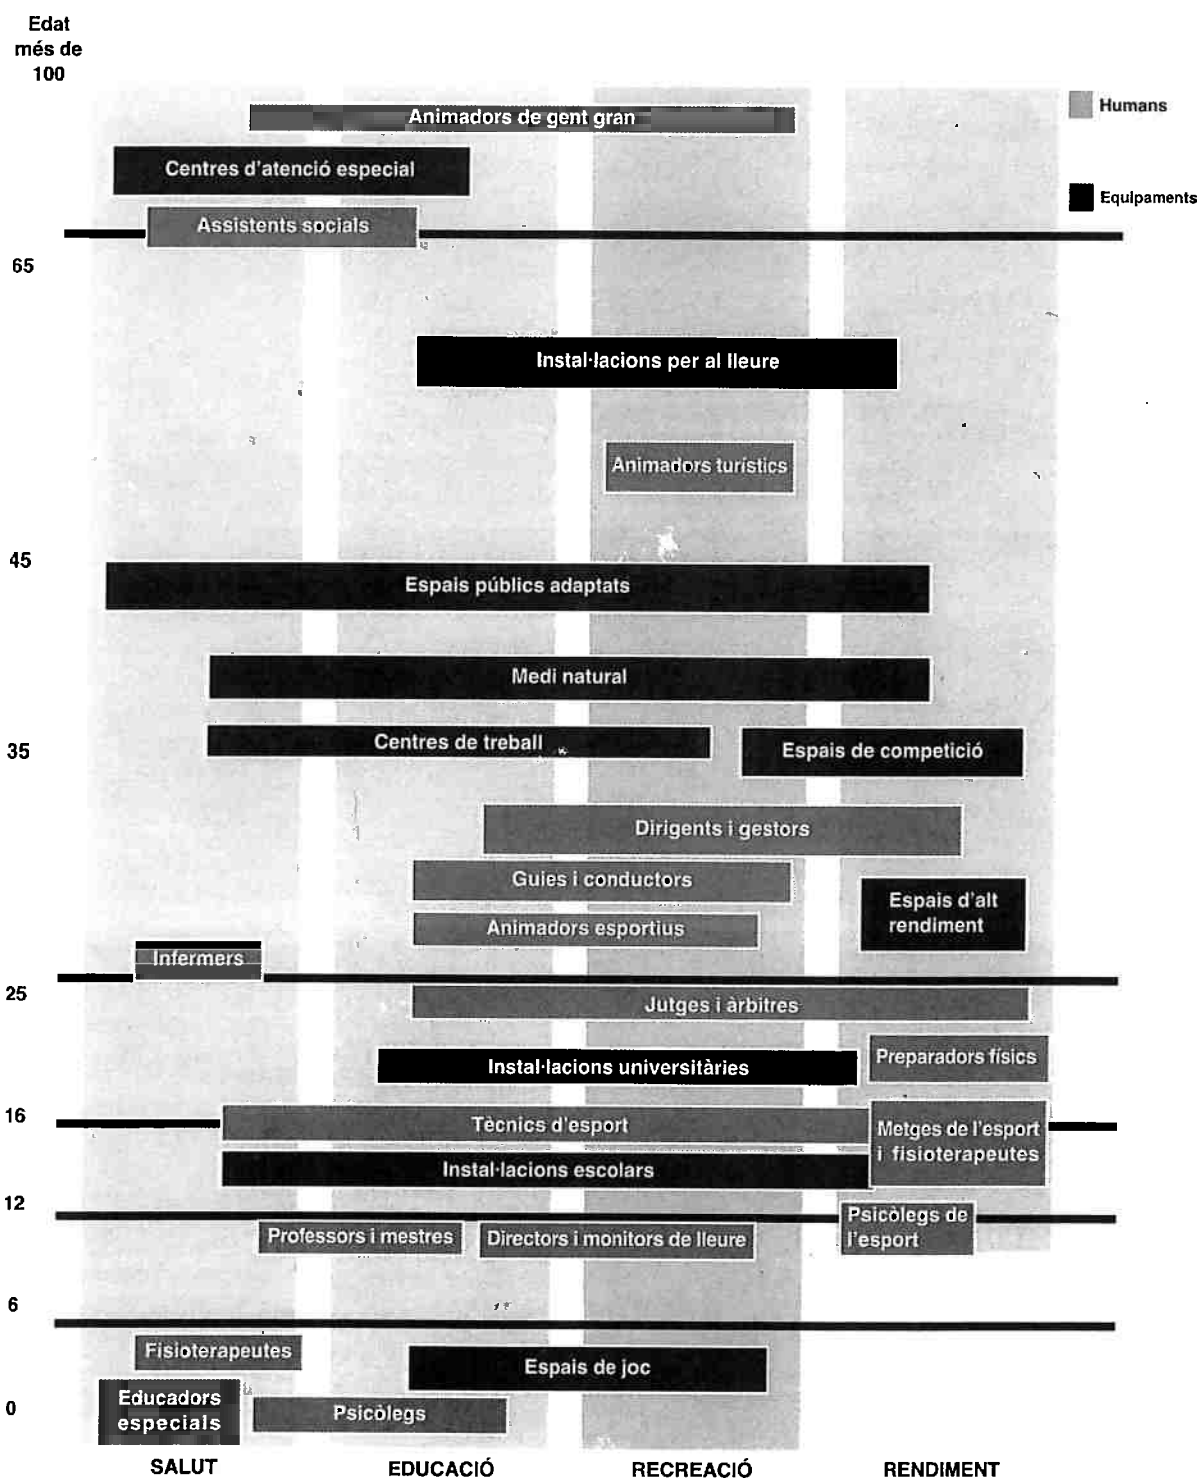 Edat
més de
100
Humans
Animadors de gent gran
Centres d'atenció especial
Equipaments
Assistents socials
65
Instal·lacions per al lleure
Animadors turístics
45
Espais públics adaptats
Medi natural
35
Centres de treball
Espais de competició
Dirigents i gestors
Guies i conductors
Espais d'alt
rendiment
Animadors esportius
Infermers
25
Jutges i àrbitres
Instal·lacions universitàries
Preparadors físics
16
Tècnics d'esport
Metges de l'esport
i fisioterapeutes
Instal·lacions escolars
12
Professors i mestres
Directors i monitors de lleure
Psicòlegs de
l'esport
6
Fisioterapeutes
Espais de joc
Educadors
especials
0
Psicòlegs
SALUT
EDUCACIÓ
RECREACIÓ
RENDIMENT